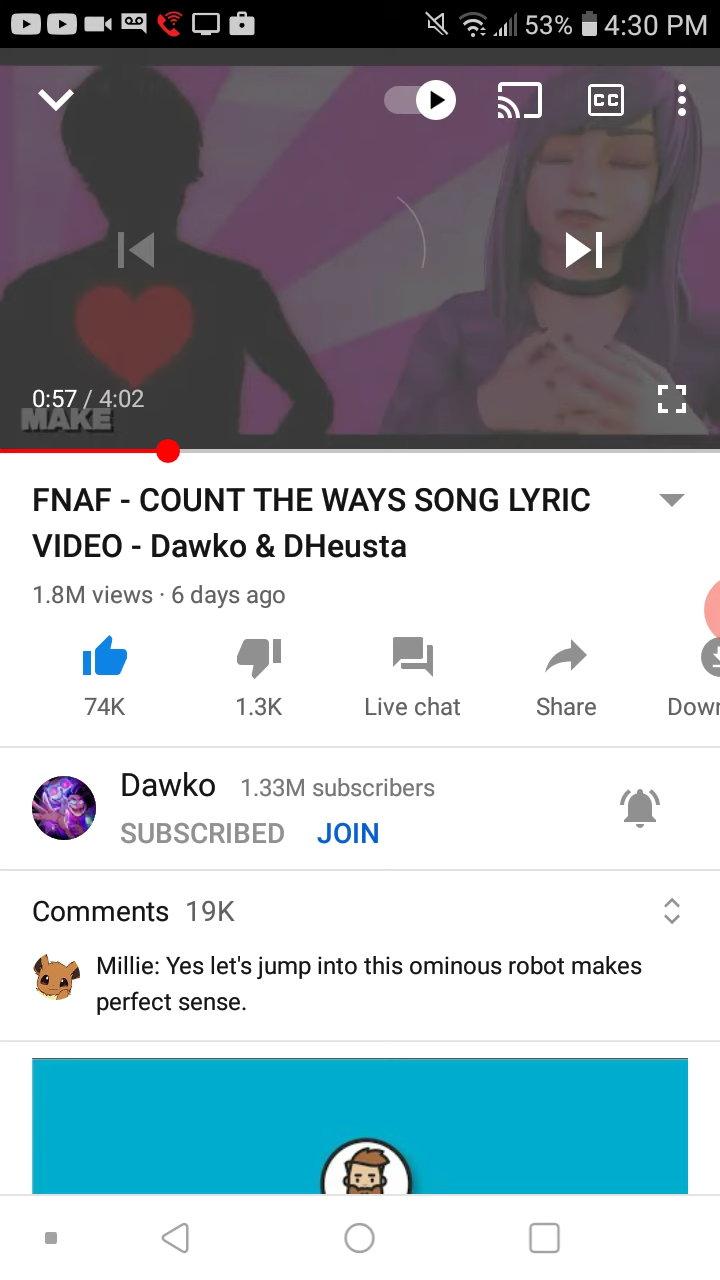 53% 4:30 PM
CC
0:57 / 4:02
MAKE
FNAF - COUNT THE WAYS SONG LYRIC
VIDEO - Dawko & DHeusta
1.8M views · 6 days ago
74K 1.3K Live chat Share Down
Dawko 1.33M subscribers
SUBSCRIBED JOIN
Comments 19K
Millie: Yes let's jump into this ominous robot makes
perfect sense.